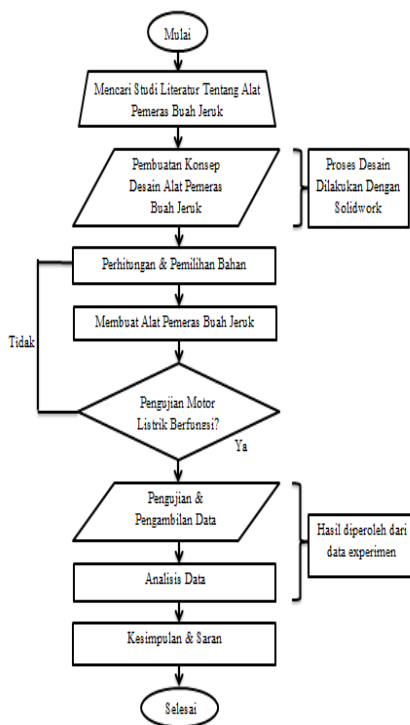 Mulai
Mencari Studi Literatur Tentang Alat
Pemeras Buah Jeruk
Pembuatan Konsep
Desain Alat Pemeras
Buah Jeruk
Proses Desain
Dilakukan Dengan
Solidwork
Perhitungan & Pemilihan Bahan
Membuat Alat Pemeras Buah Jeruk
Tidak
Pengujian Motor
Listrik Berfungsi?
Ya
Pengujian &
Pengambilan Data
Hasil diperoleh dari
data experimen
Analisis Data
Kesimpulan & Saran
Selesai